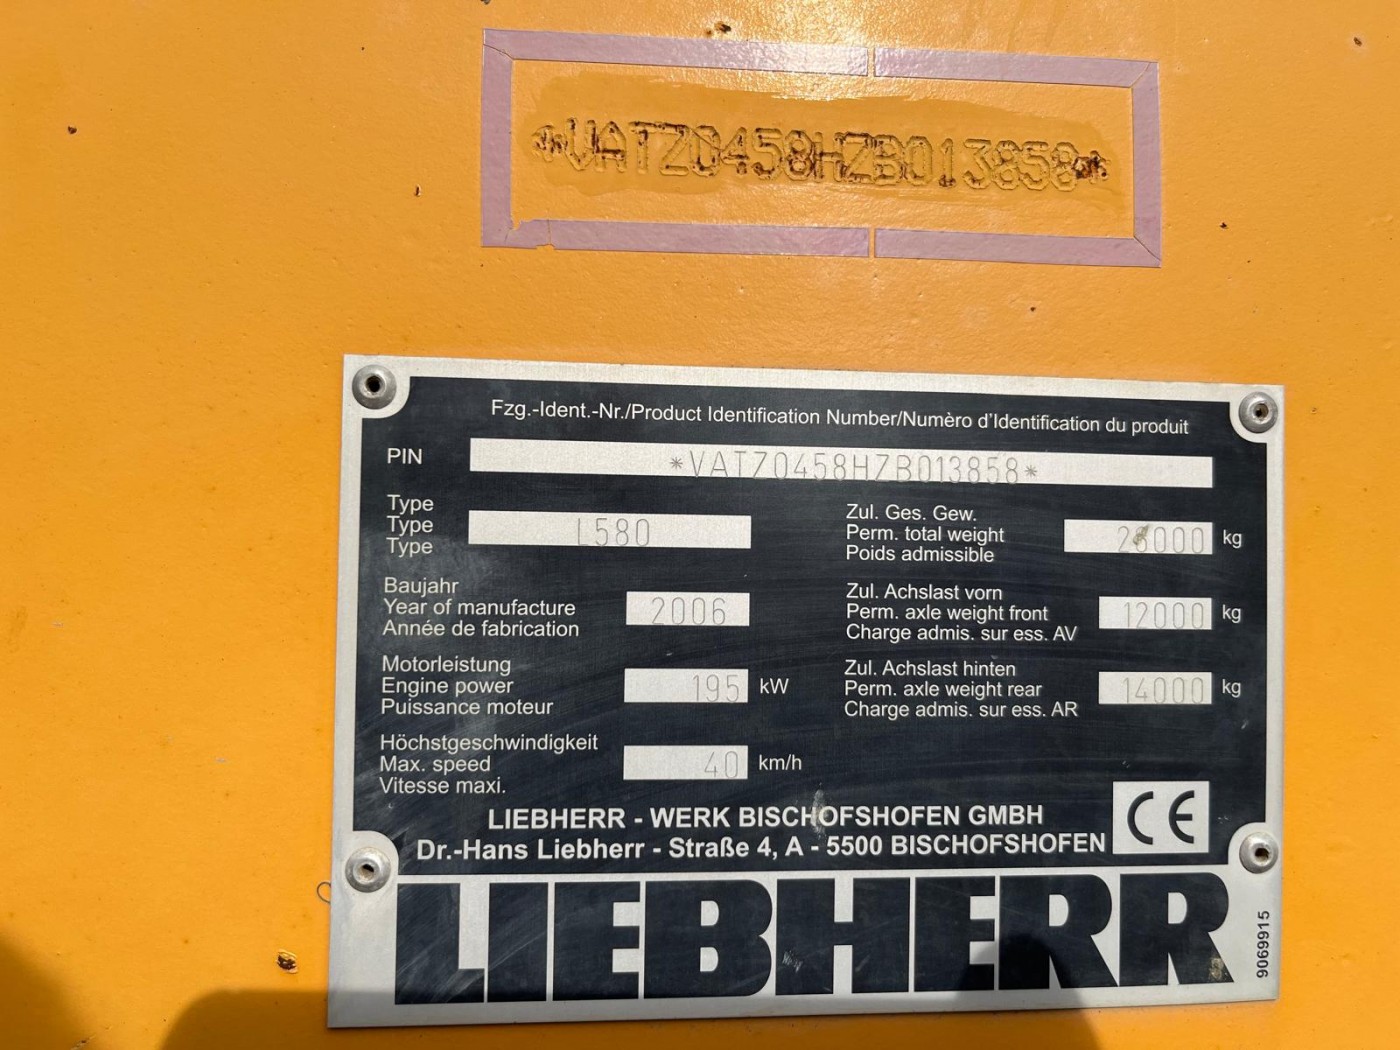 *VATZ0458HZB013858*
Fzg.-Ident.-Nr./Product Identification Number/Numèro d'Identification du produit
PIN *VATZ0458HZB013858*
Type
Type L580
Type
Zul. Ges. Gew.
Perm. total weight kg
Poids admissible
Baujahr
Year of manufacture 2006
Année de fabrication
Zul. Achslast vorn
Perm. axle weight front 12000 kg
Charge admis. sur ess. AV
Motorleistung
Engine power 195 kW
Puissance moteur
Zul. Achslast hinten
Perm. axle weight rear 14000 kg
Charge admis. sur ess. AR
Höchstgeschwindigkeit
Max. speed 40 km/h
Vitesse maxi.
LIEBHERR - WERK BISCHOFSHOFEN GMBH
Dr.-Hans Liebherr - Straße 4, A - 5500 BISCHOFSHOFEN
CE
LIEBHERR
9069915